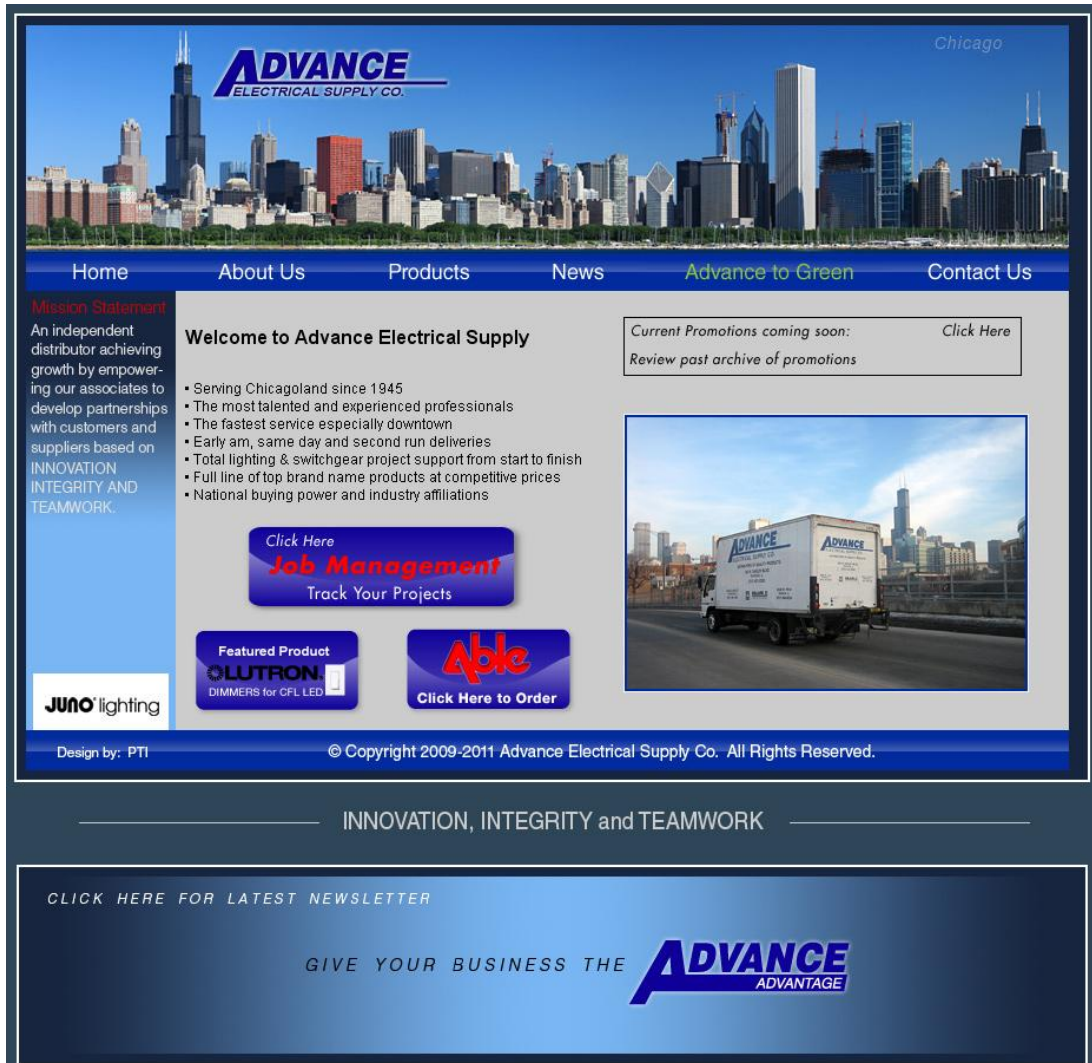 Chicago
ADVANCE
ELECTRICAL SUPPLY CO.
Home About Us Products News Advance to Green Contact Us
Mission Statement
An independent
distributor achieving
growth by empower-
ing our associates to
develop partnerships
with customers and
suppliers based on
INNOVATION
INTEGRITY AND
TEAMWORK.
JUNO lighting
Welcome to Advance Electrical Supply
▪ Serving Chicagoland since 1945
▪ The most talented and experienced professionals
▪ The fastest service especially downtown
▪ Early am, same day and second run deliveries
▪ Total lighting & switchgear project support from start to finish
▪ Full line of top brand name products at competitive prices
▪ National buying power and industry affiliations
Click Here
Job Management
Track Your Projects
Featured Product
LUTRON.
DIMMERS for CFL LED
Able
Click Here to Order
Current Promotions coming soon: Click Here
Review past archive of promotions
ADVANCE
ELECTRICAL SUPPLY CO.
ADVANCE
Design by: PTI
© Copyright 2009-2011 Advance Electrical Supply Co. All Rights Reserved.
INNOVATION, INTEGRITY and TEAMWORK
CLICK HERE FOR LATEST NEWSLETTER
GIVE YOUR BUSINESS THE ADVANCE
ADVANTAGE